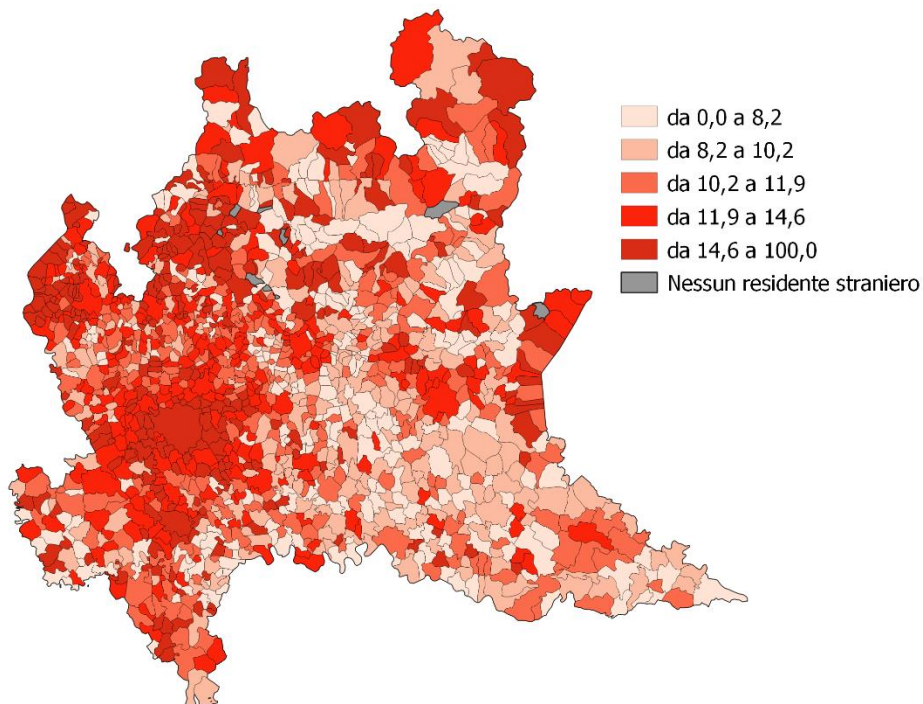 da 0,0 a 8,2
da 8,2 a 10,2
da 10,2 a 11,9
da 11,9 a 14,6
da 14,6 a 100,0
Nessun residente straniero